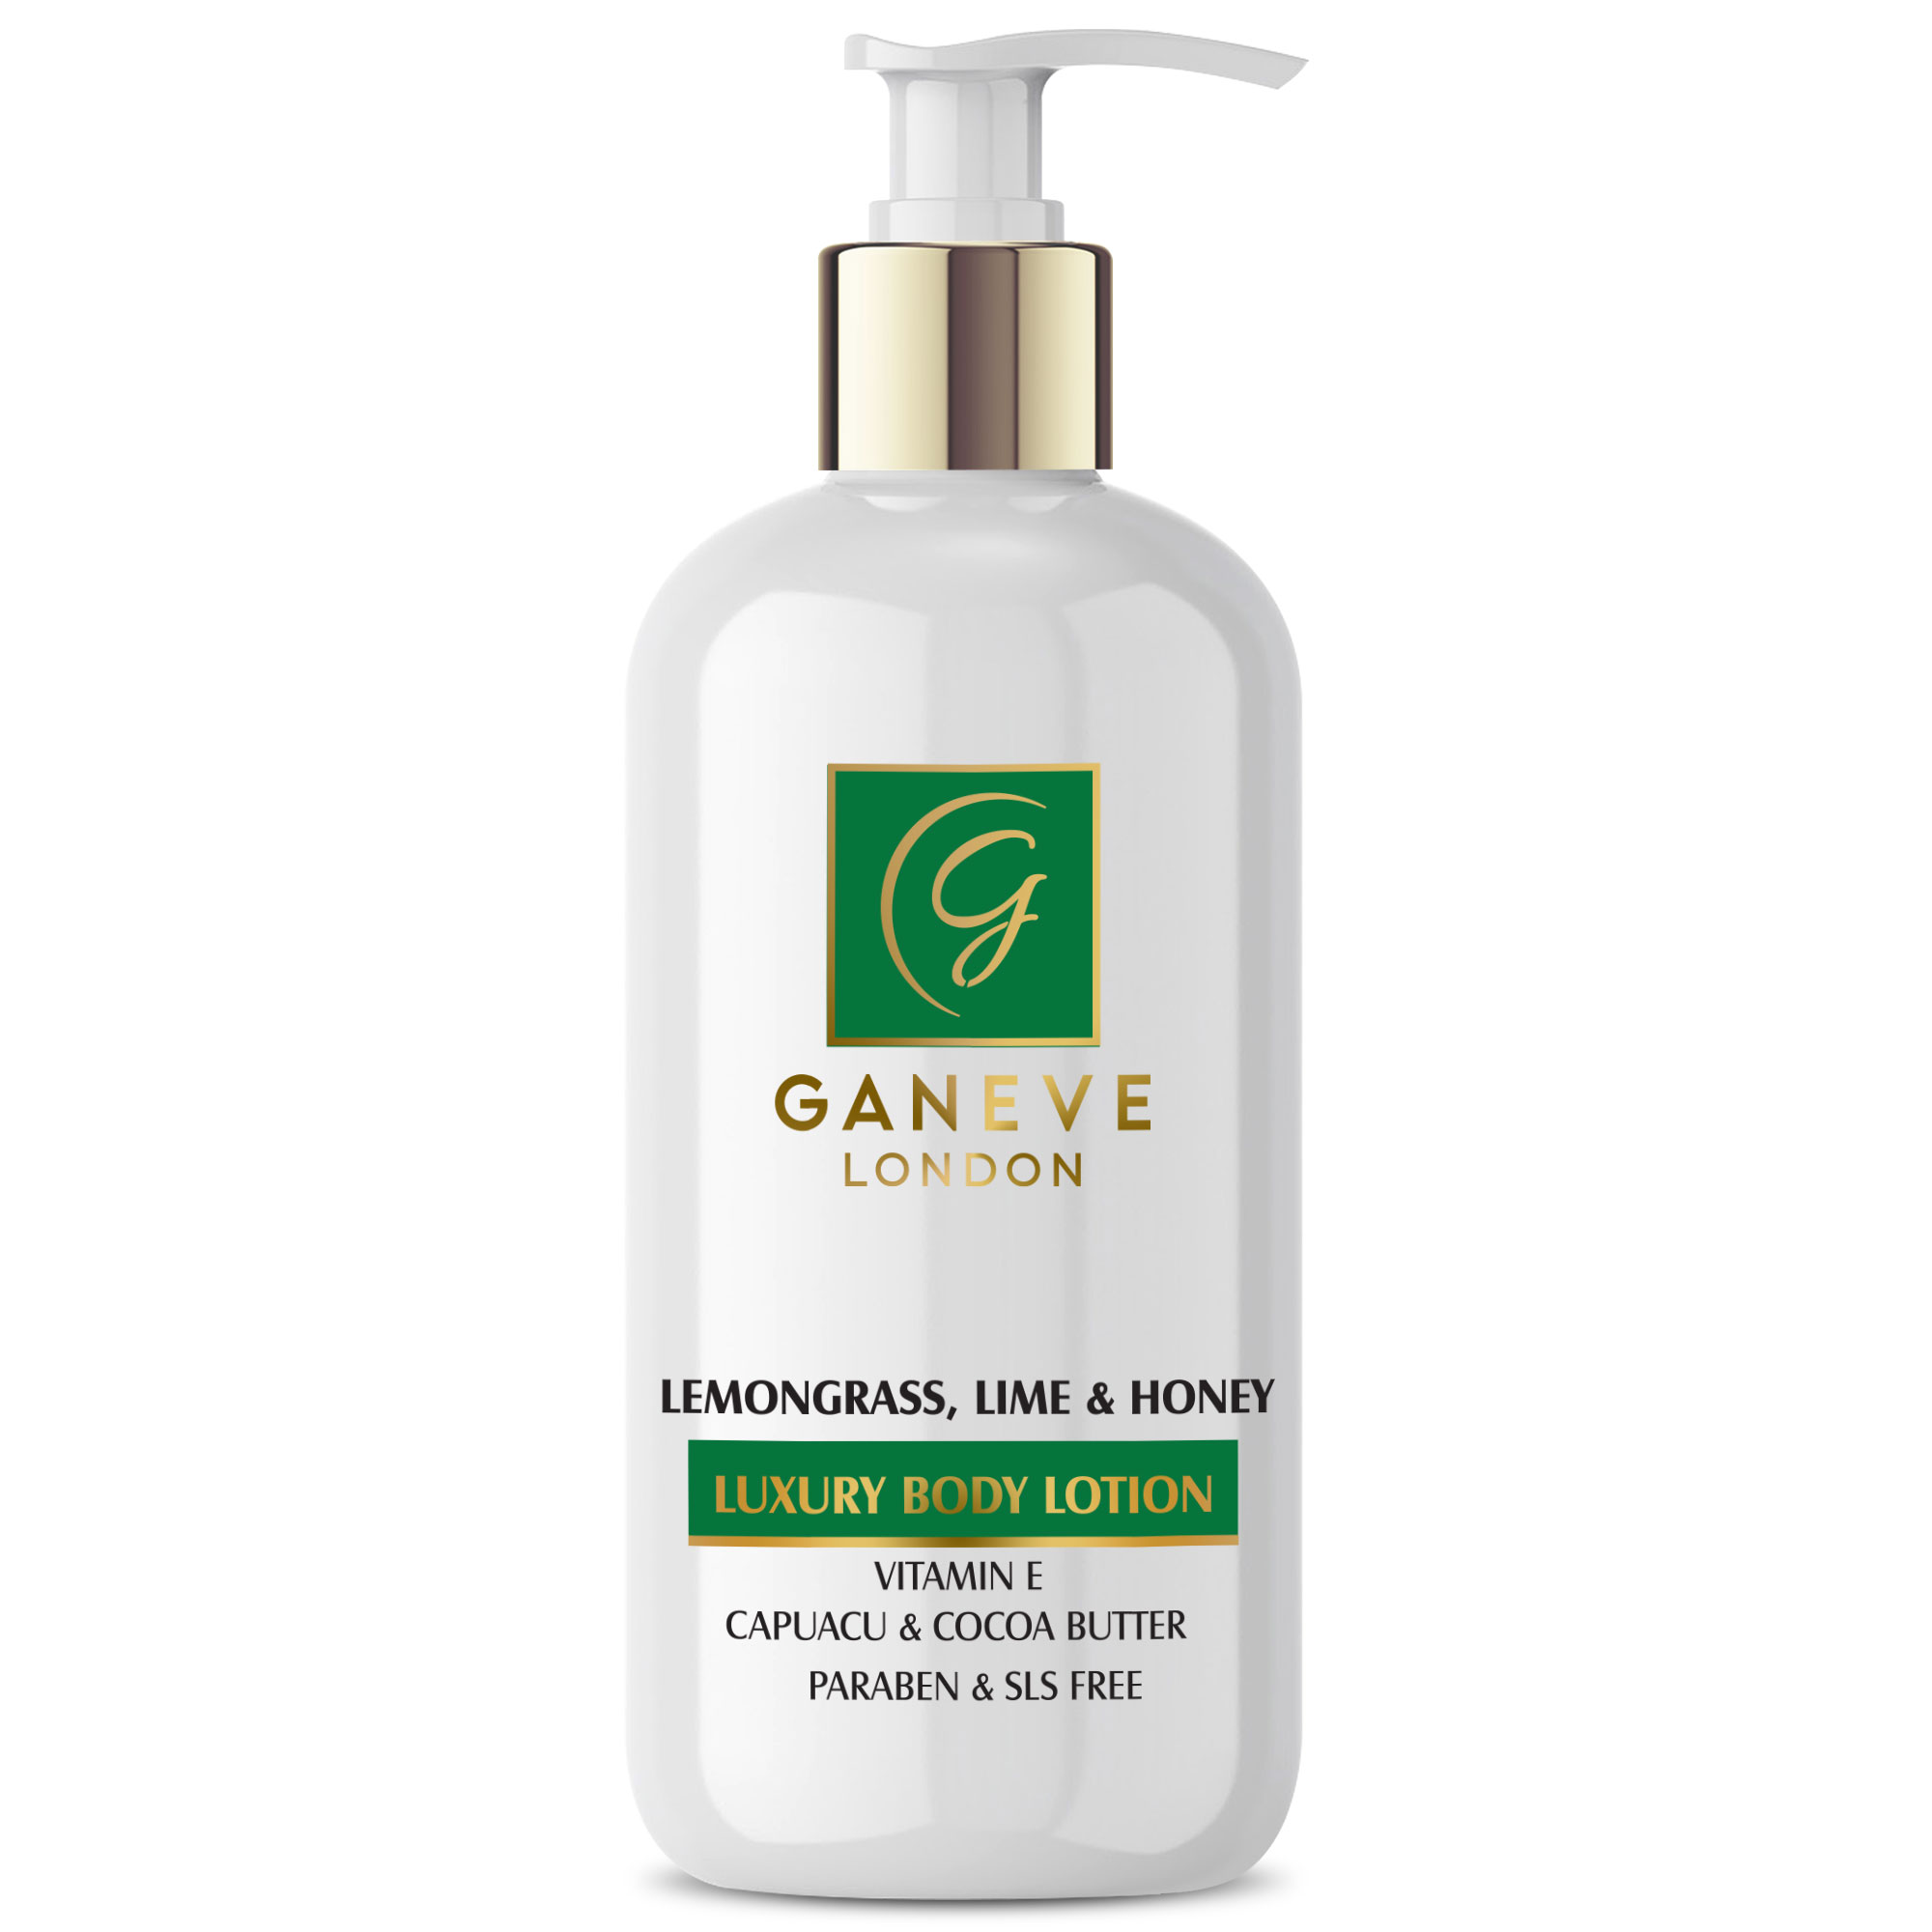 G
GANEVE
LONDON
LEMONGRASS, LIME & HONEY
LUXURY BODY LOTION
VITAMIN E
CAPUACU & COCOA BUTTER
PARABEN & SLS FREE